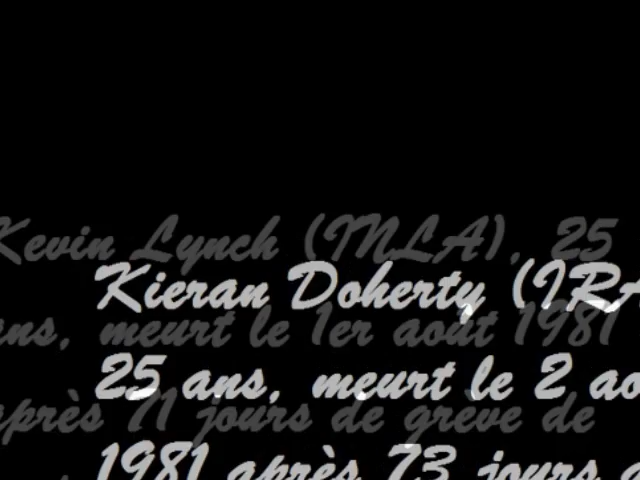 Kevin Lynch (INLA), 25
ans, meurt le 1er août 1981
après 71 jours de grève de
Kieran Doherty (IRA
25 ans, meurt le 2 ao
1981 après 73 jours d